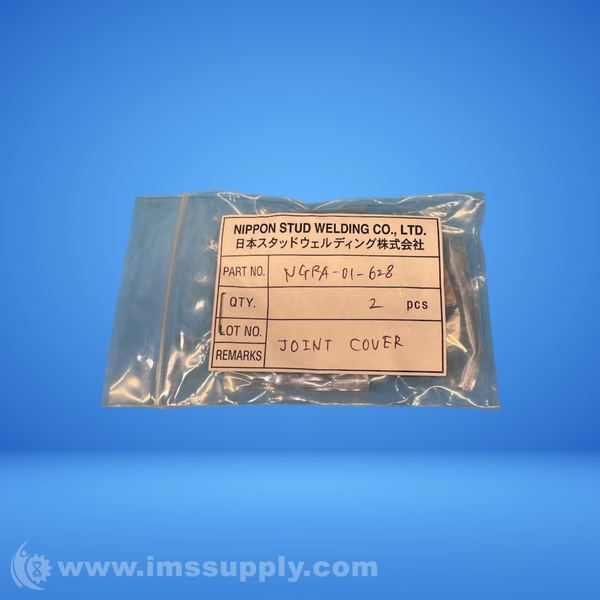 NIPPON STUD WELDING CO., LTD.
日本スタッドウェルディング株式会社
PART NO. NGRA-01-628
QTY. 2 pcs
LOT NO.
REMARKS JOINT COVER
www.imssupply.com